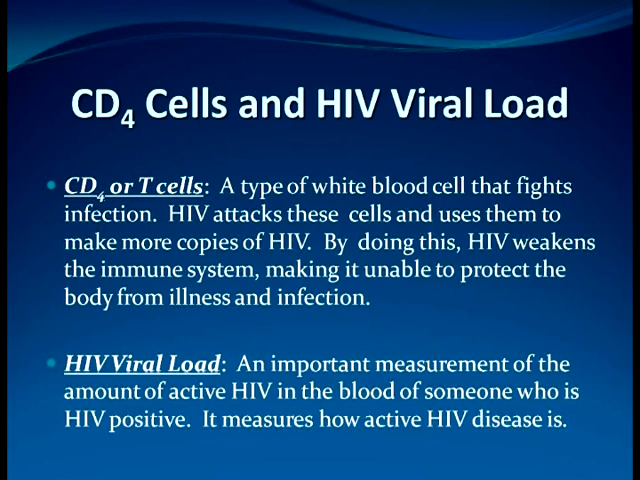 CD4 Cells and HIV Viral Load
• CD4 or T cells: A type of white blood cell that fights
infection. HIV attacks these cells and uses them to
make more copies of HIV. By doing this, HIV weakens
the immune system, making it unable to protect the
body from illness and infection.
• HIV Viral Load: An important measurement of the
amount of active HIV in the blood of someone who is
HIV positive. It measures how active HIV disease is.